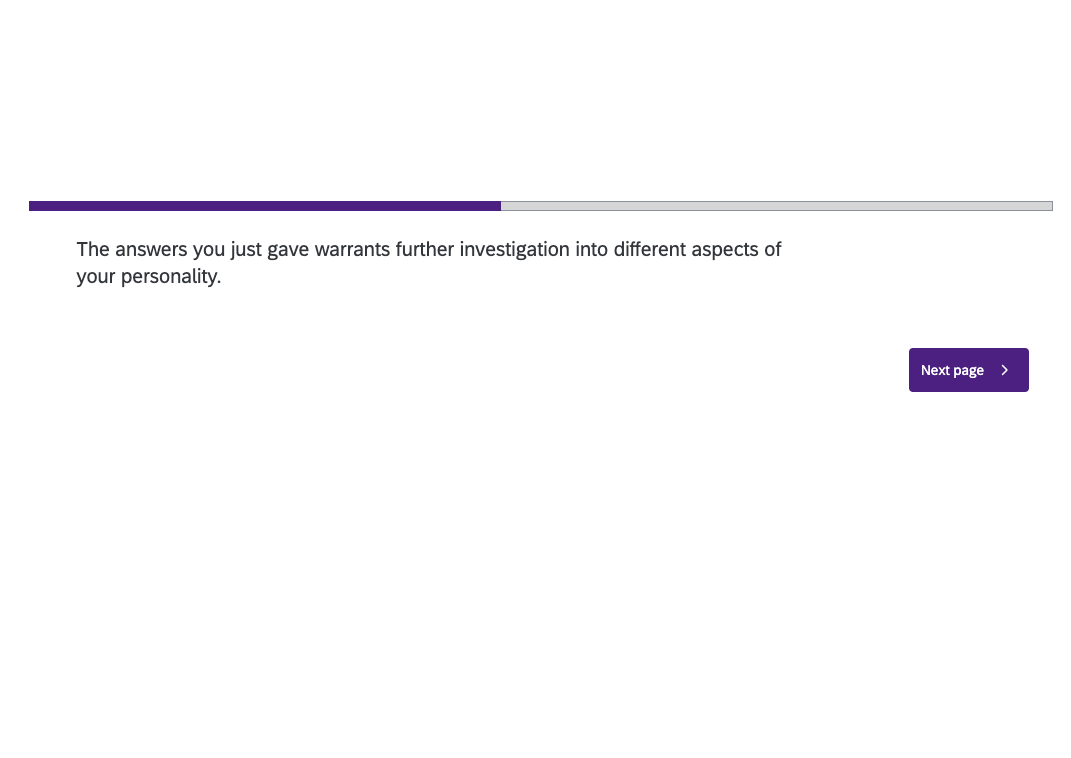 The answers you just gave warrants further investigation into different aspects of
your personality.
Next page